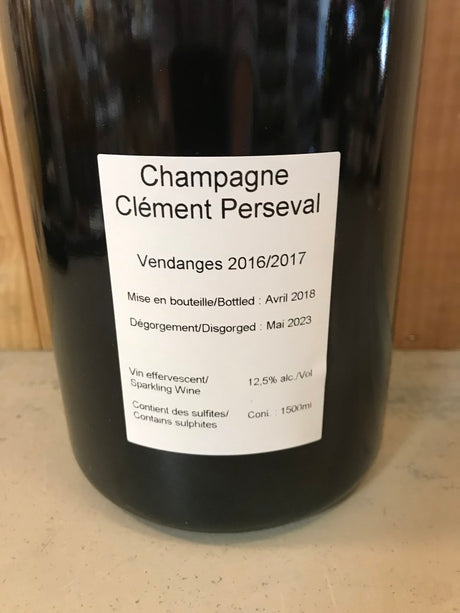 Champagne
Clément Perseval
Vendanges 2016/2017
Mise en bouteille/Bottled : Avril 2018
Dégorgement/Disgorged : Mai 2023
Vin effervescent/
Sparkling Wine
12,5% alc./Vol
Contient des sulfites/
Contains sulphites
Coni. : 1500ml